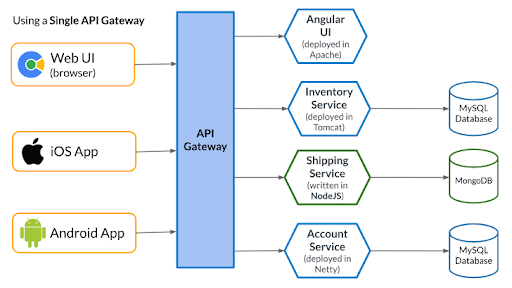 Using a Single API Gateway
Web UI
(browser)
iOS App
Android App
API
Gateway
Angular
UI
(deployed in
Apache)
Inventory
Service
(deployed in
Tomcat)
MySQL
Database
Shipping
Service
(written in
NodeJS)
MongoDB
Account
Service
(deployed in
Netty)
MySQL
Database